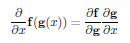 ∂/∂x f(g(x)) = ∂f/∂g ∂g/∂x